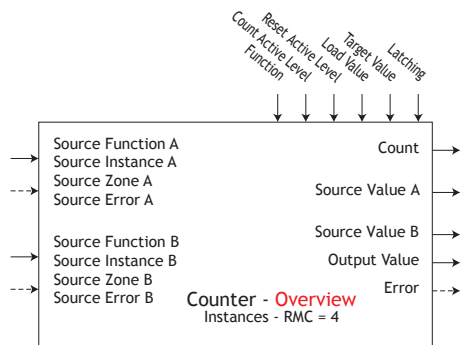 Function
Count Active Level
Reset Active Level
Load Value
Target Value
Latching
Source Function A
Source Instance A
Source Zone A
Source Error A
Source Function B
Source Instance B
Source Zone B
Source Error B
Count
Source Value A
Source Value B
Output Value
Error
Counter - Overview
Instances - RMC = 4